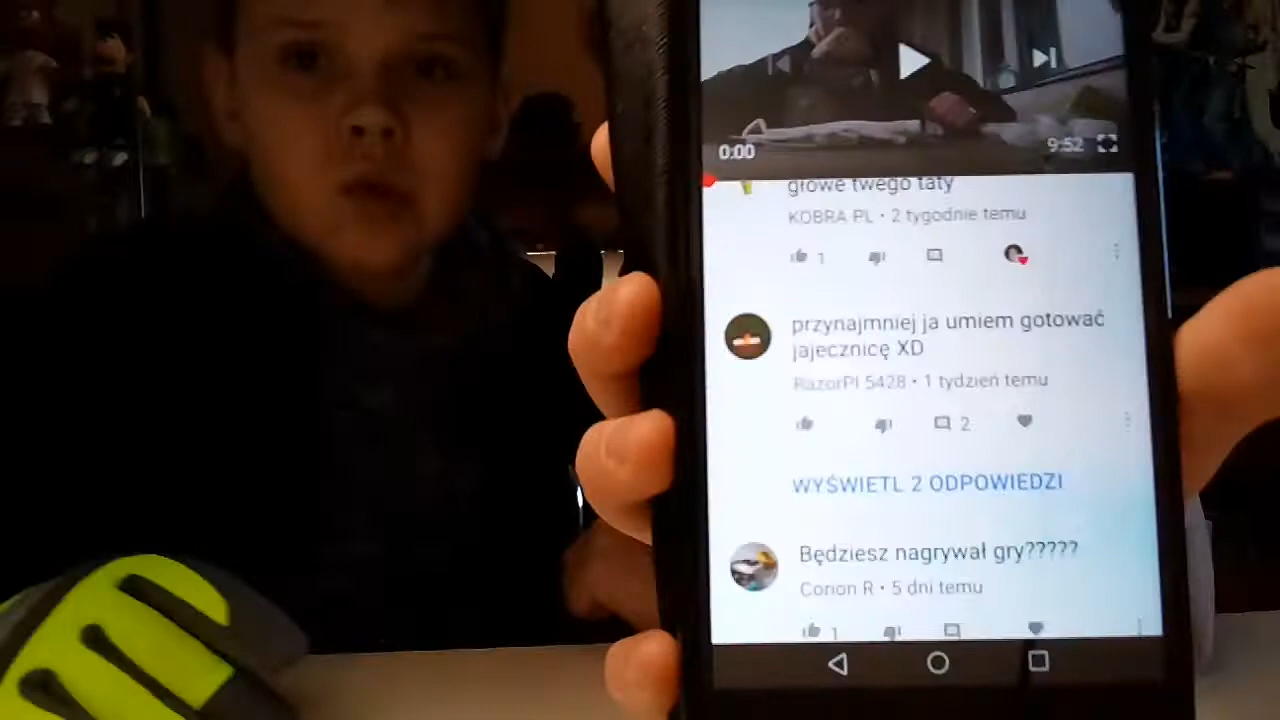 0:00
9:52
głowe twego taty
KOBRA PL • 2 tygodnie temu
1
przynajmniej ja umiem gotować
jajecznicę XD
RazorPl 5428 • 1 tydzień temu
2
WYŚWIETL 2 ODPOWIEDZI
Będziesz nagrywał gry?????
Conon R • 5 dni temu
1